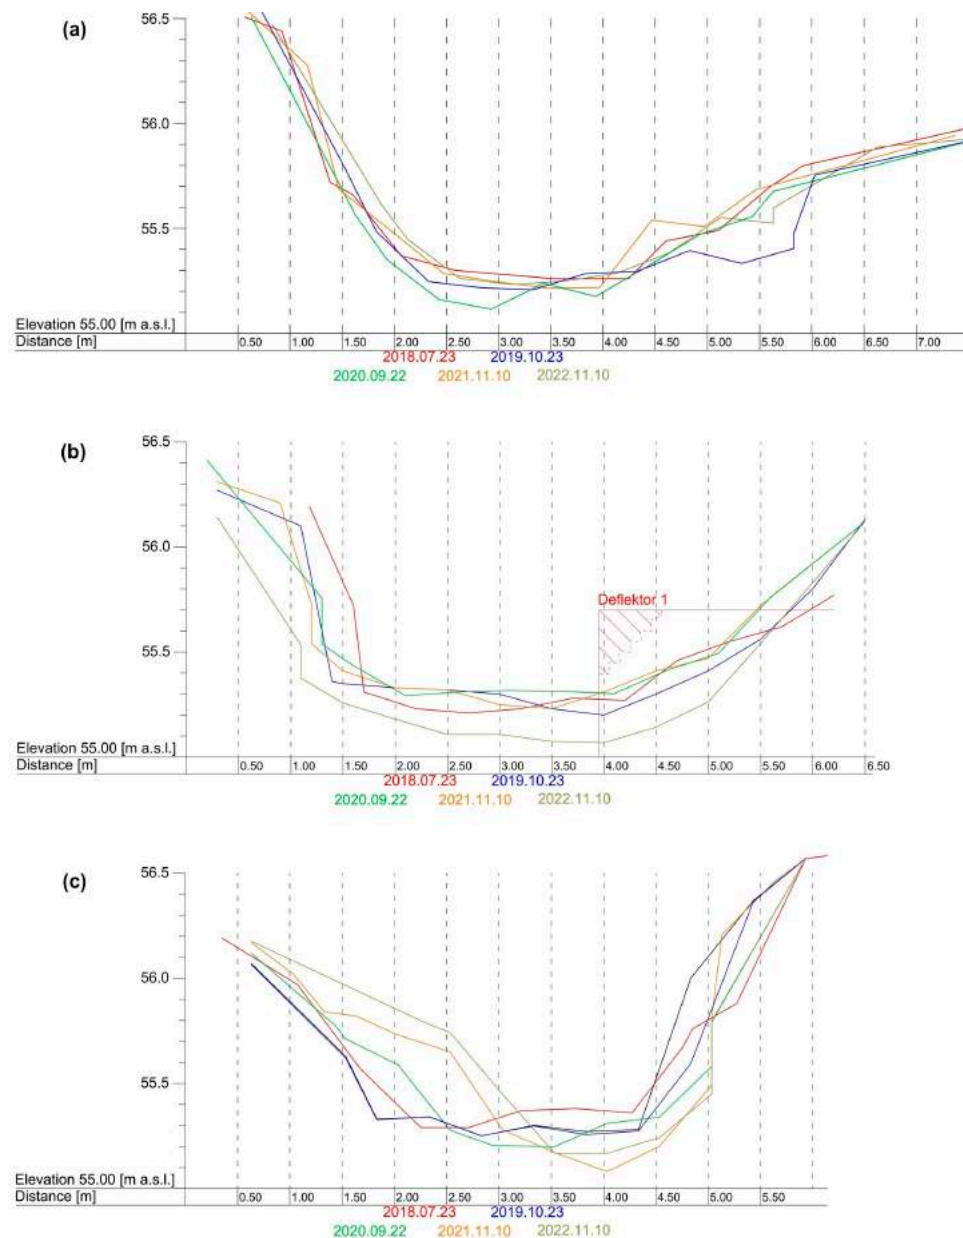 (a)
56.5
56.0
55.5
Elevation 55.00 [m a.s.l.]
Distance [m] 0.50 1.00 1.50 2.00 2.50 3.00 3.50 4.00 4.50 5.00 5.50 6.00 6.50 7.00
2018.07.23 2019.10.23
2020.09.22 2021.11.10 2022.11.10
(b)
56.5
56.0
Deflektor 1
55.5
Elevation 55.00 [m a.s.l.]
Distance [m] 0.50 1.00 1.50 2.00 2.50 3.00 3.50 4.00 4.50 5.00 5.50 6.00 6.50
2018.07.23 2019.10.23
2020.09.22 2021.11.10 2022.11.10
(c)
56.5
56.0
55.5
Elevation 55.00 [m a.s.l.]
Distance [m] 0.50 1.00 1.50 2.00 2.50 3.00 3.50 4.00 4.50 5.00 5.50
2018.07.23 2019.10.23
2020.09.22 2021.11.10 2022.11.10